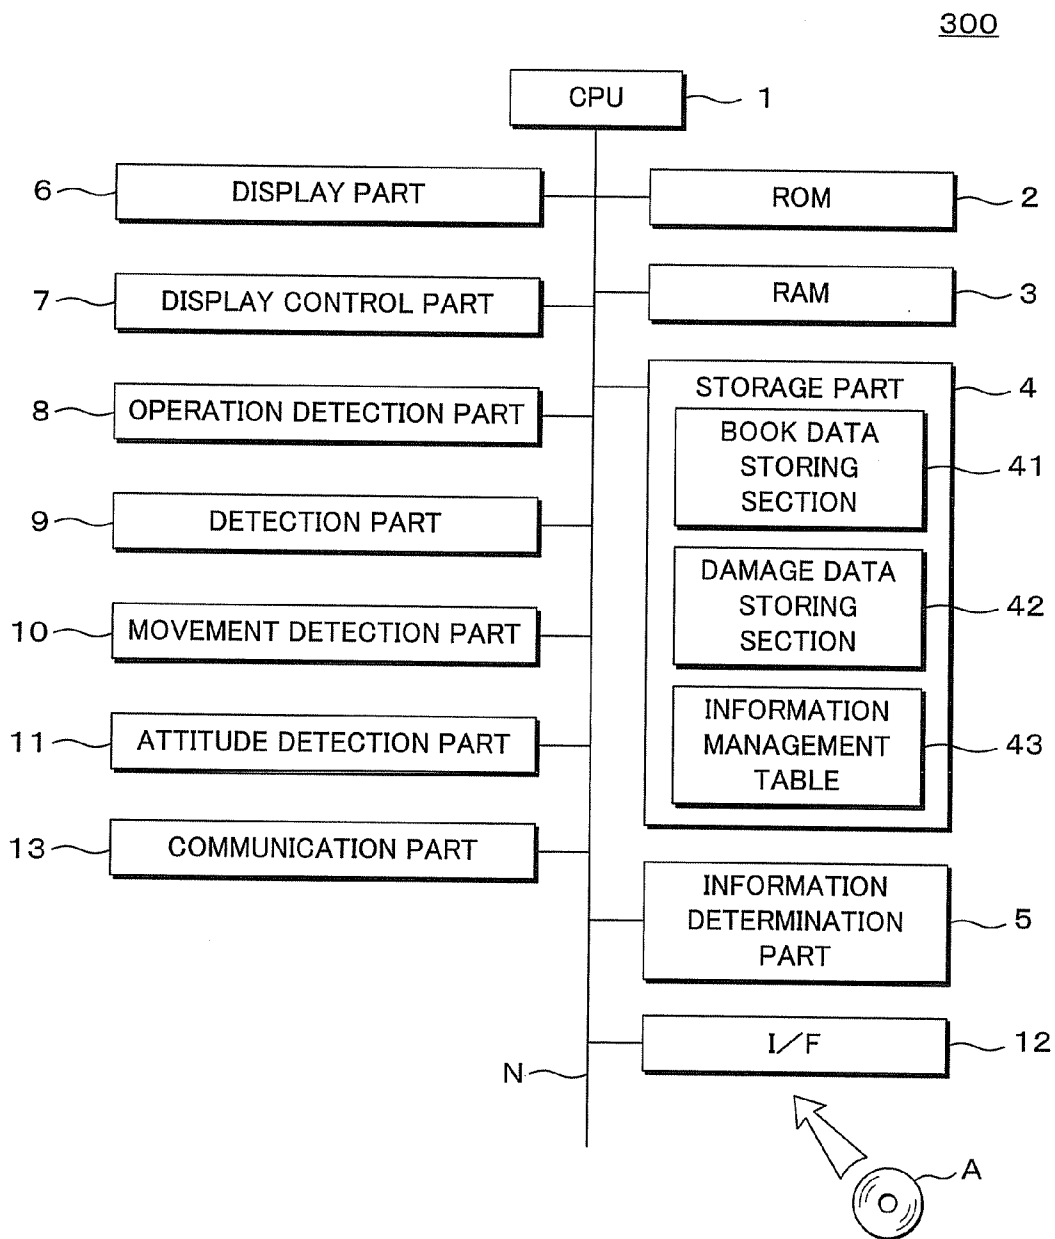 300
CPU 1
6 DISPLAY PART
ROM 2
7 DISPLAY CONTROL PART
RAM 3
8 OPERATION DETECTION PART
STORAGE PART 4
BOOK DATA
STORING
SECTION
41
9 DETECTION PART
DAMAGE DATA
STORING
SECTION
42
10 MOVEMENT DETECTION PART
INFORMATION
MANAGEMENT
TABLE
43
11 ATTITUDE DETECTION PART
13 COMMUNICATION PART
INFORMATION
DETERMINATION
PART
5
I/F 12
N
A